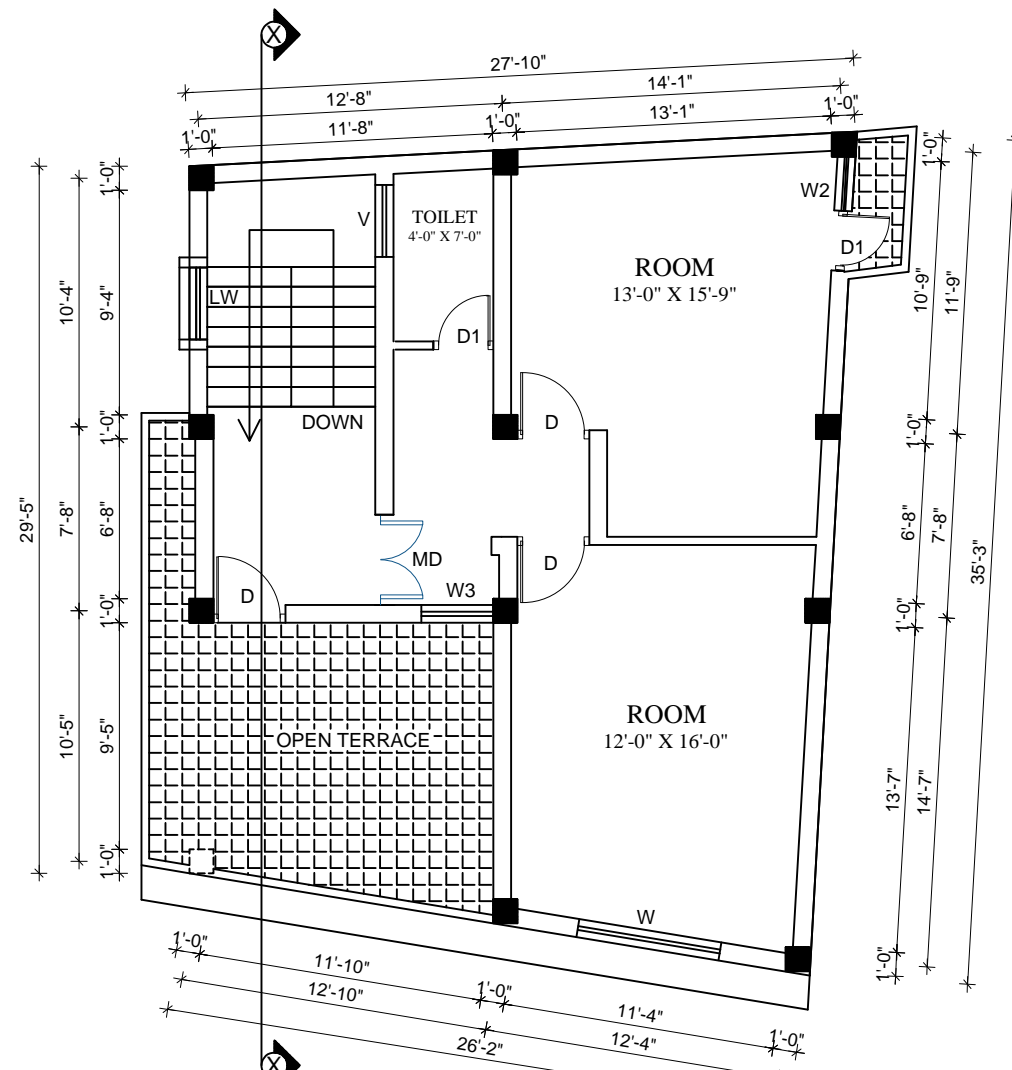 X
27'-10"
12'-8"
14'-1"
1'-0"
11'-8"
1'-0"
13'-1"
1'-0"
1'-0"
1'-0"
V
TOILET
4'-0" X 7'-0"
W2
D1
ROOM
13'-0" X 15'-9"
LW
10'-4"
9'-4"
10'-9"
11'-9"
D1
DOWN
D
1'-0"
1'-0"
29'-5"
7'-8"
6'-8"
6'-8"
7'-8"
35'-3"
MD
D
W3
D
1'-0"
1'-0"
ROOM
12'-0" X 16'-0"
OPEN TERRACE
10'-5"
9'-5"
13'-7"
14'-7"
1'-0"
W
1'-0"
1'-0"
11'-10"
1'-0"
11'-4"
1'-0"
12'-10"
12'-4"
26'-2"
X